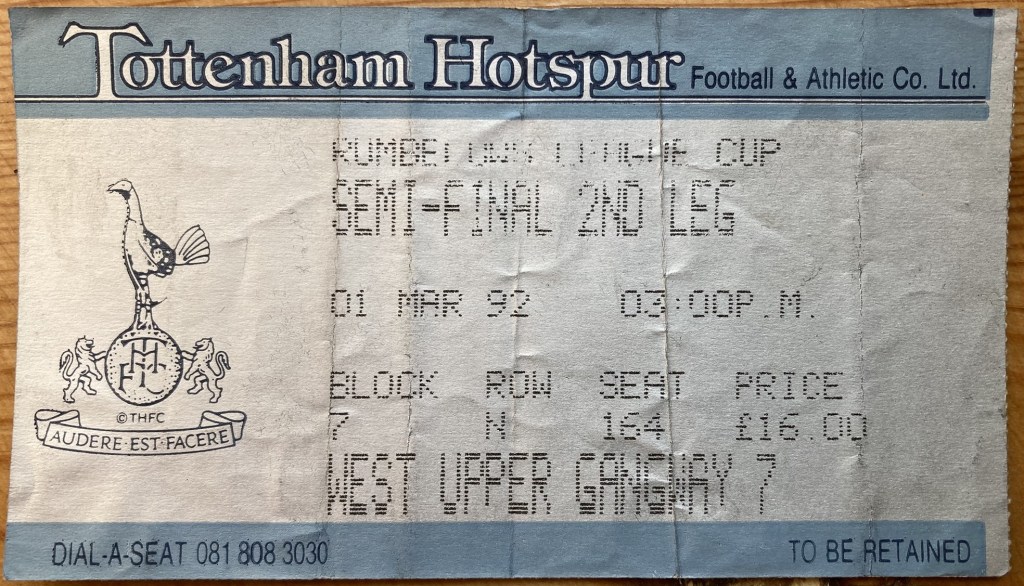 Tottenham Hotspur Football & Athletic Co. Ltd.
RUMBELOWS LEAGUE CUP
SEMI-FINAL 2ND LEG
01 MAR 92 03:00P.M.
BLOCK ROW SEAT PRICE
7 N 164 £16.00
WEST UPPER GANGWAY 7
THFC
©THFC
AUDERE·EST·FACERE
DIAL-A-SEAT 081 808 3030
TO BE RETAINED